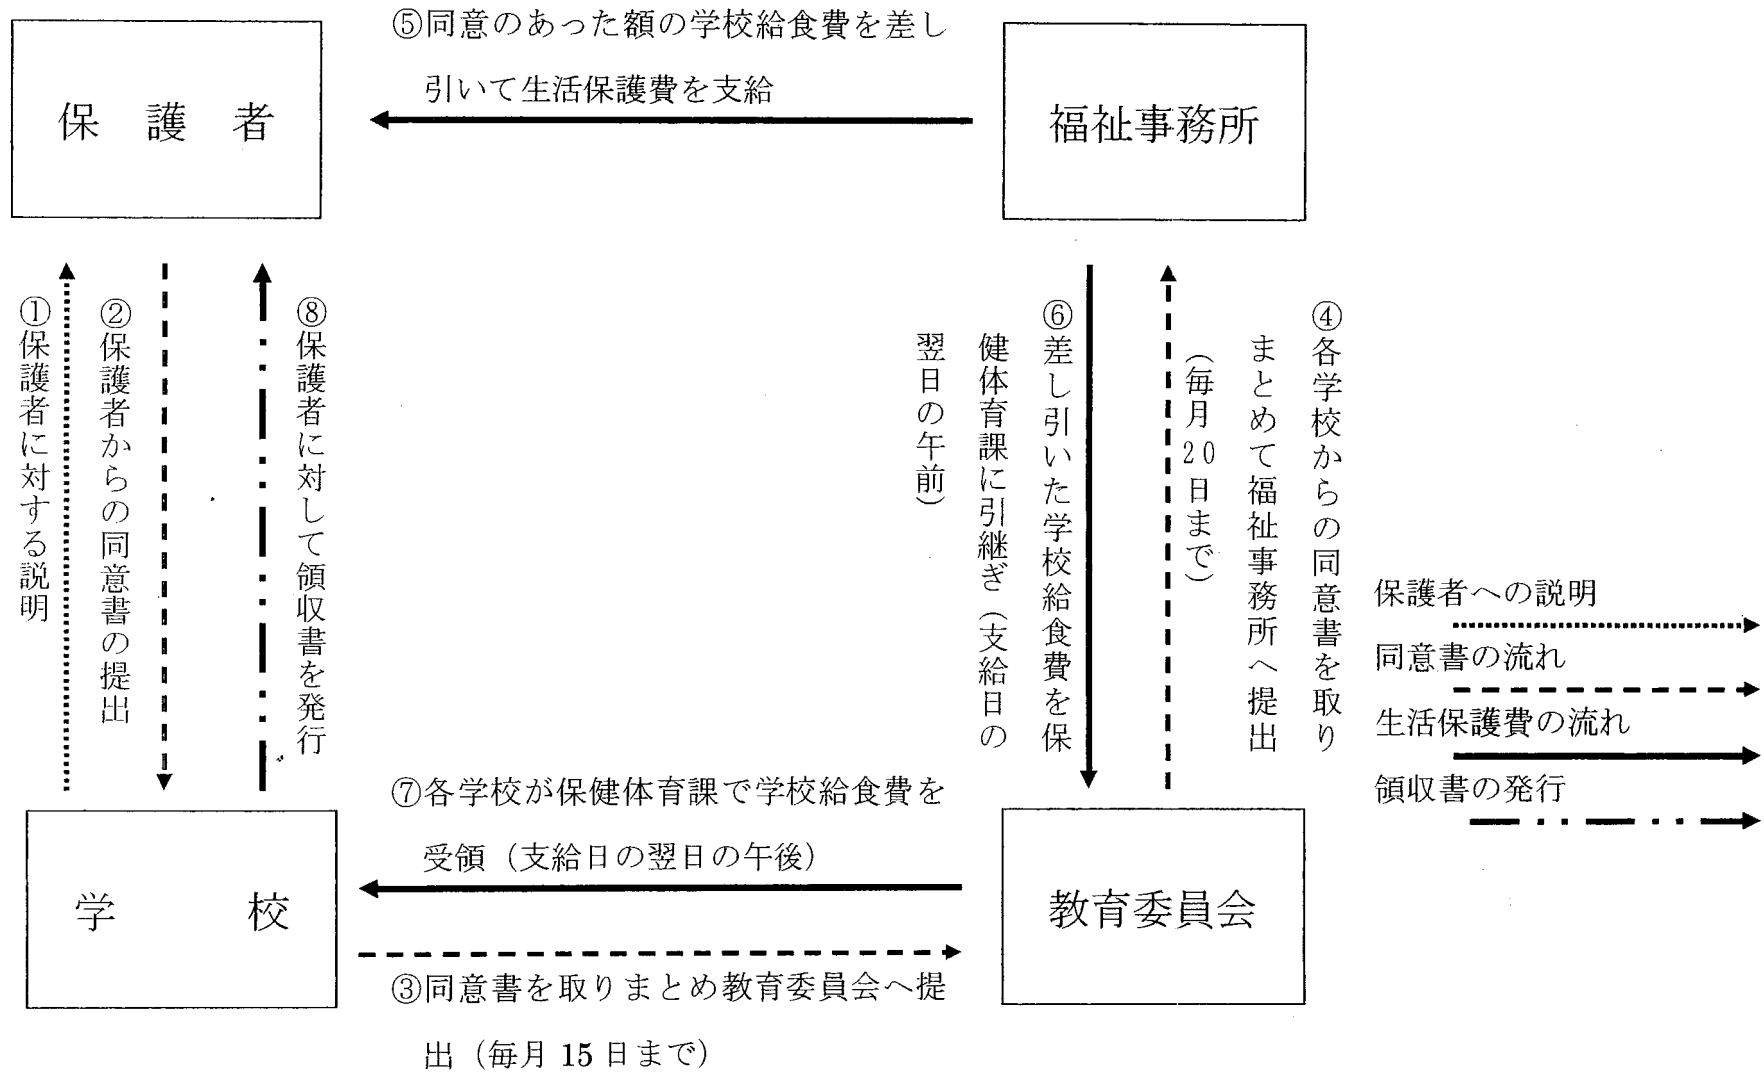 ⑤同意のあった額の学校給食費を差し
引いて生活保護費を支給
保護者
福祉事務所
①保護者に対する説明
②保護者からの同意書の提出
⑧保護者に対して領収書を発行
⑥差し引いた学校給食費を保
健体育課に引継ぎ（支給日の
翌日の午前）
④各学校からの同意書を取り
まとめて福祉事務所へ提出
（毎月20日まで）
保護者への説明
同意書の流れ
生活保護費の流れ
領収書の発行
⑦各学校が保健体育課で学校給食費を
受領（支給日の翌日の午後）
学校
教育委員会
③同意書を取りまとめ教育委員会へ提
出（毎月 15 日まで）